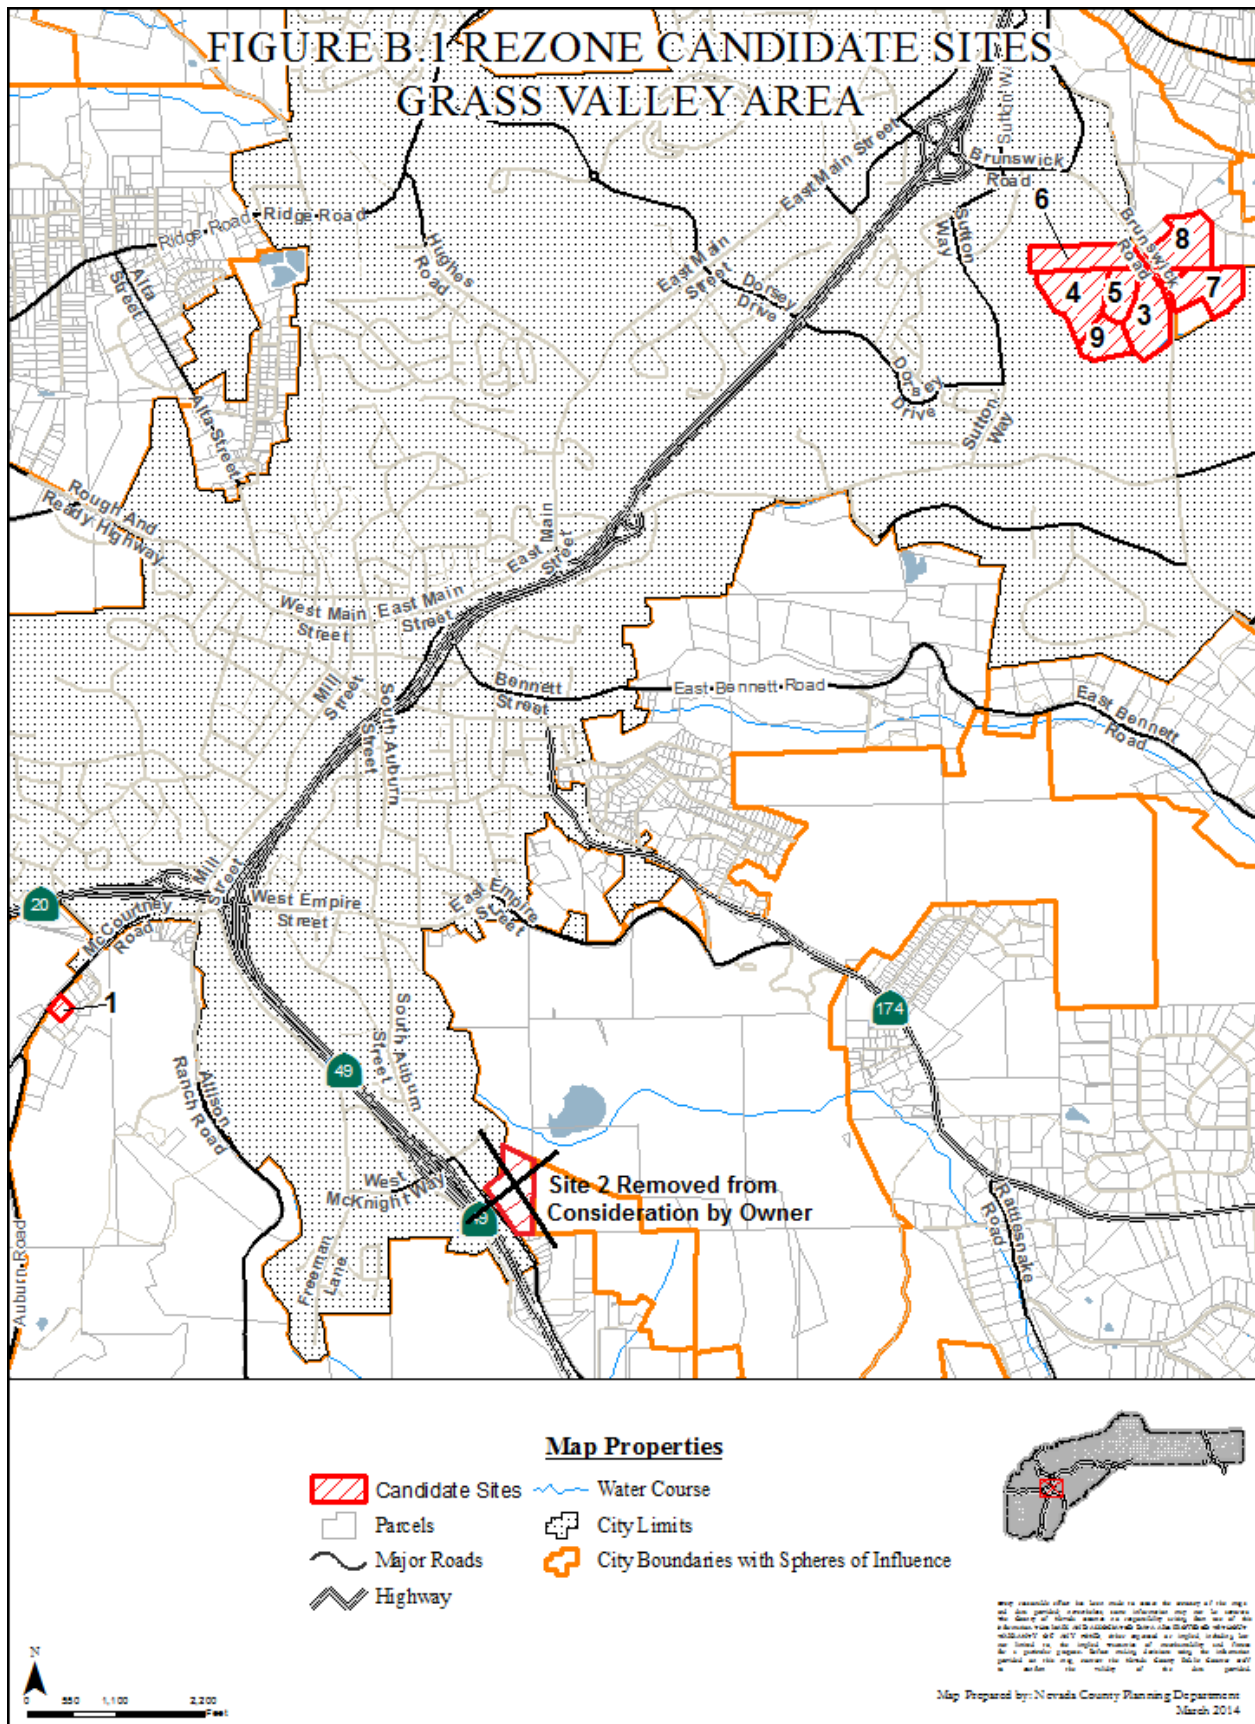 FIGURE B.1 REZONE CANDIDATE SITES
GRASS VALLEY AREA
East Main Street
Sutton W
Brunswick
Road
6
Ridge Road
Ridge Road
Hughes
Road
Alta
Street
East Main
Street
Dorsey
Drive
Sutton
Way
Brunswick
Road
8
7
4
5
3
9
Dorsey
Drive
Sutton
Way
Alta Street
Rough And
Ready Highway
East Main
Street
West Main
Street
East Main
Street
Mill
Street
South Auburn
Street
Bennett
Street
East Bennett Road
East Bennett
Road
Mill
Street
20
West Empire
Street
East Empire
Street
McCourtney
Road
1
174
South Auburn
Street
49
Allison
Ranch Road
West
McKnight Way
Site 2 Removed from
Consideration by Owner
49
Freeman
Lane
Rattlesnake
Road
Auburn Road
Map Properties
Candidate Sites
Water Course
Parcels
City Limits
Major Roads
City Boundaries with Spheres of Influence
Highway
N
0 550 1,100 2,200
Feet
Map Prepared by: Nevada County Planning Department
March 2014